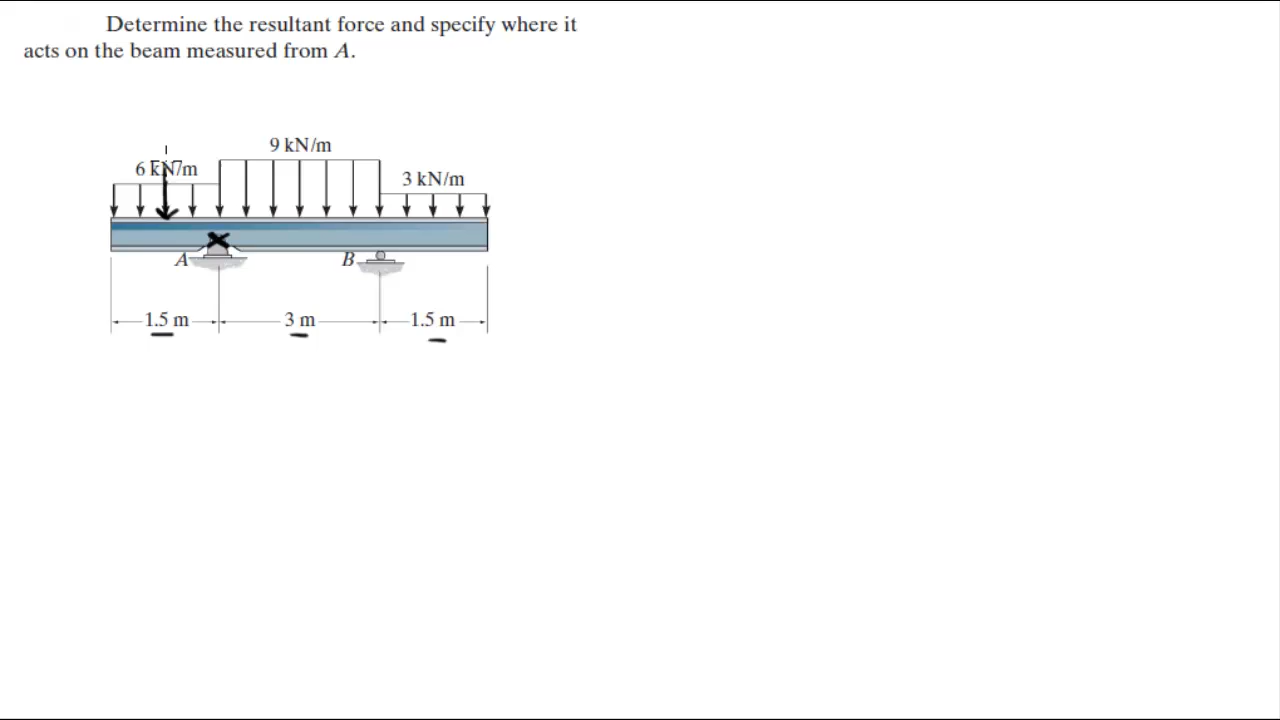 Determine the resultant force and specify where it
acts on the beam measured from A.
9 kN/m
6 kN/m
3 kN/m
A
B
1.5 m
3 m
1.5 m